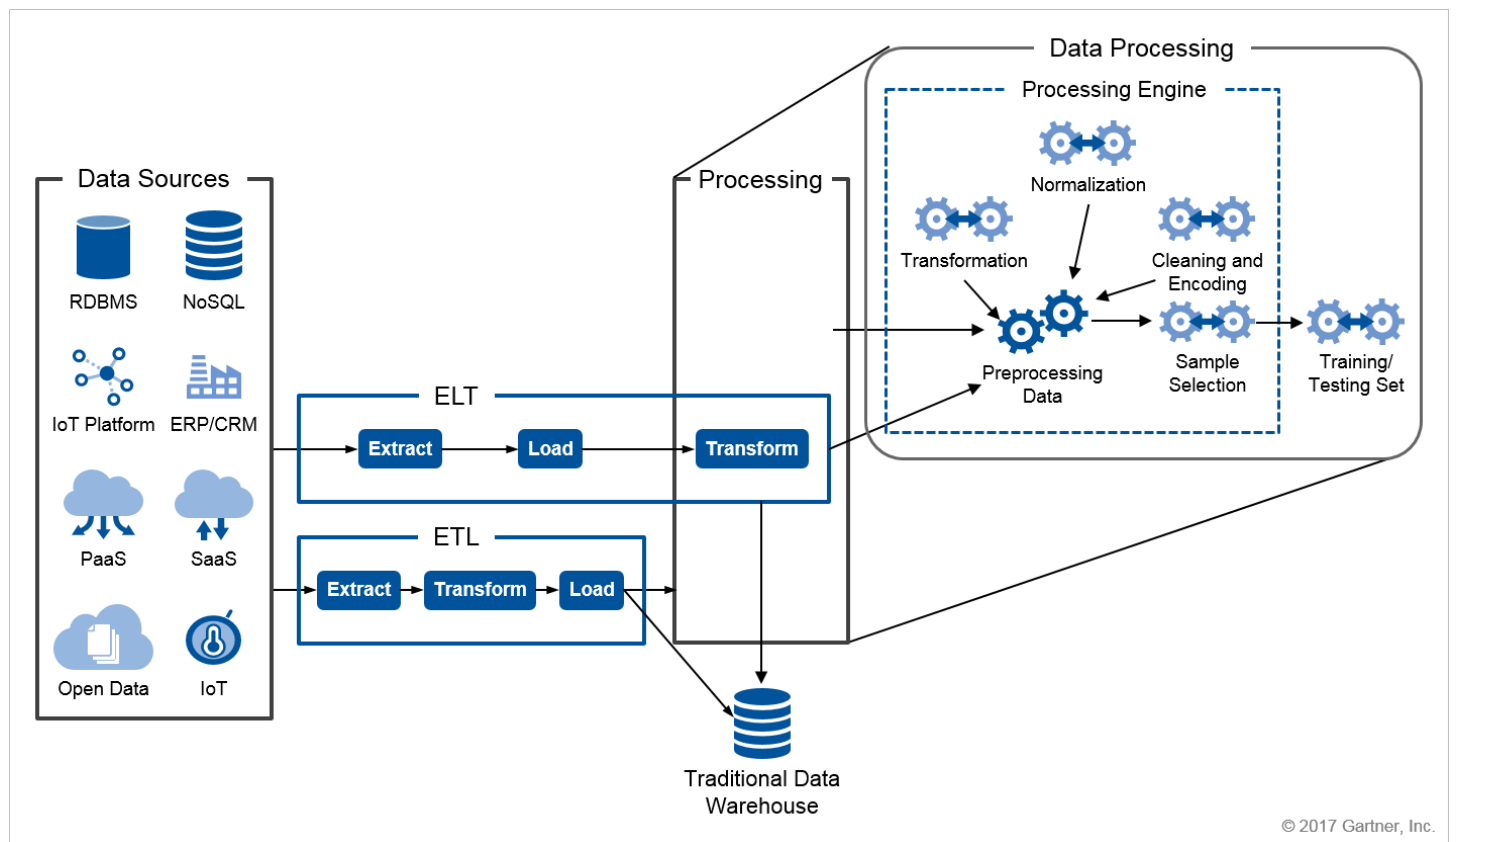 Data Processing
Processing Engine
Normalization
Transformation
Cleaning and
Encoding
Preprocessing
Data
Sample
Selection
Training/
Testing Set
Data Sources
RDBMS
NoSQL
IoT Platform
ERP/CRM
PaaS
SaaS
Open Data
IoT
Processing
ELT
Extract
Load
Transform
ETL
Extract
Transform
Load
Traditional Data
Warehouse
© 2017 Gartner, Inc.